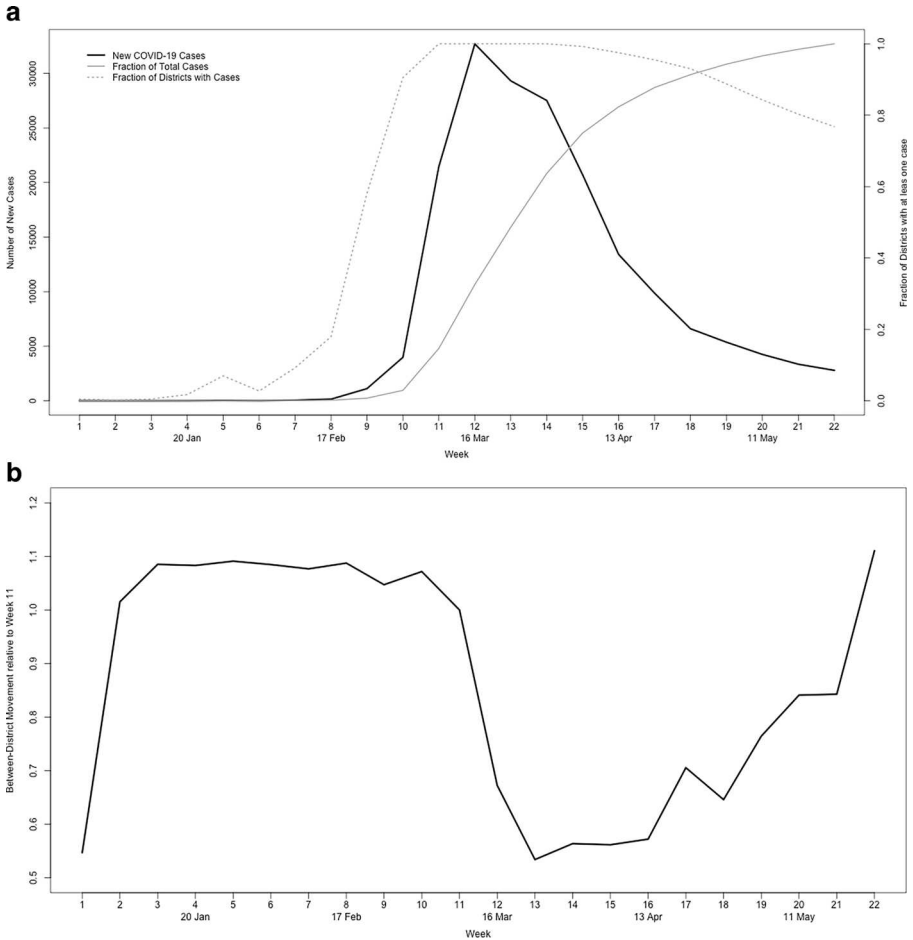 a
New COVID-19 Cases
Fraction of Total Cases
Fraction of Districts with Cases
Number of New Cases
0
5000
10000
15000
20000
25000
30000
Fraction of Districts with at leas one case
0.0
0.2
0.4
0.6
0.8
1.0
1 2 3 4 5 6 7 8 9 10 11 12 13 14 15 16 17 18 19 20 21 22
20 Jan 17 Feb 16 Mar 13 Apr 11 May
Week
b
Between-District Movement relative to Week 11
0.5
0.6
0.7
0.8
0.9
1.0
1.1
1.2
1 2 3 4 5 6 7 8 9 10 11 12 13 14 15 16 17 18 19 20 21 22
20 Jan 17 Feb 16 Mar 13 Apr 11 May
Week